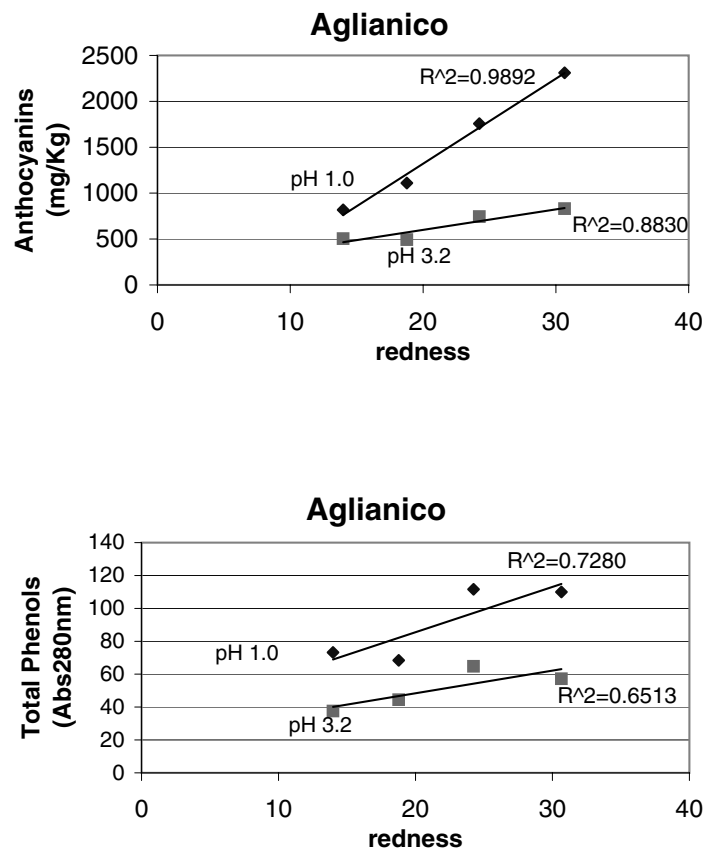 Aglianico
Anthocyanins
(mg/Kg)
2500
2000
1500
1000
500
0
R^2=0.9892
pH 1.0
R^2=0.8830
pH 3.2
0 10 20 30 40
redness
Aglianico
Total Phenols
(Abs280nm)
140
120
100
80
60
40
20
0
R^2=0.7280
pH 1.0
R^2=0.6513
pH 3.2
0 10 20 30 40
redness